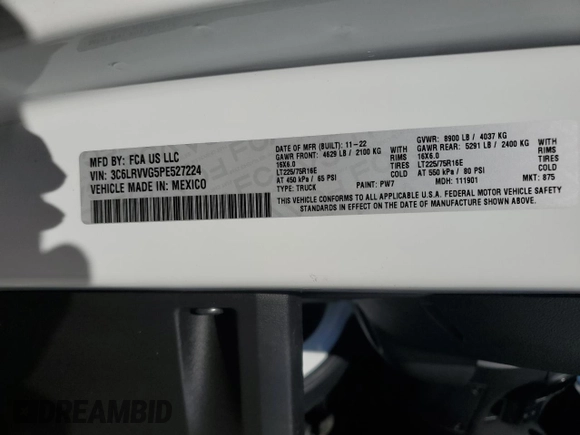 MFD BY: FCA US LLC
VIN: 3C6LRVVG5PE527224
VEHICLE MADE IN: MEXICO
DATE OF MFR (BUILT): 11-22
GAWR FRONT: 4629 LB / 2100 KG
16X6.0 RIMS
LT225/75R16E TIRES
AT 450 kPa / 65 PSI COLD
TYPE: TRUCK
PAINT: PW7
GVWR: 8900 LB / 4037 KG
GAWR REAR: 5291 LB / 2400 KG
16X6.0 RIMS
LT225/75R16E TIRES
AT 550 kPa / 80 PSI COLD
MDH: 111901
MKT: 875
THIS VEHICLE CONFORMS TO ALL APPLICABLE U.S.A. FEDERAL MOTOR VEHICLE SAFETY
STANDARDS IN EFFECT ON THE DATE OF MANUFACTURE SHOWN ABOVE.
DREAMBID